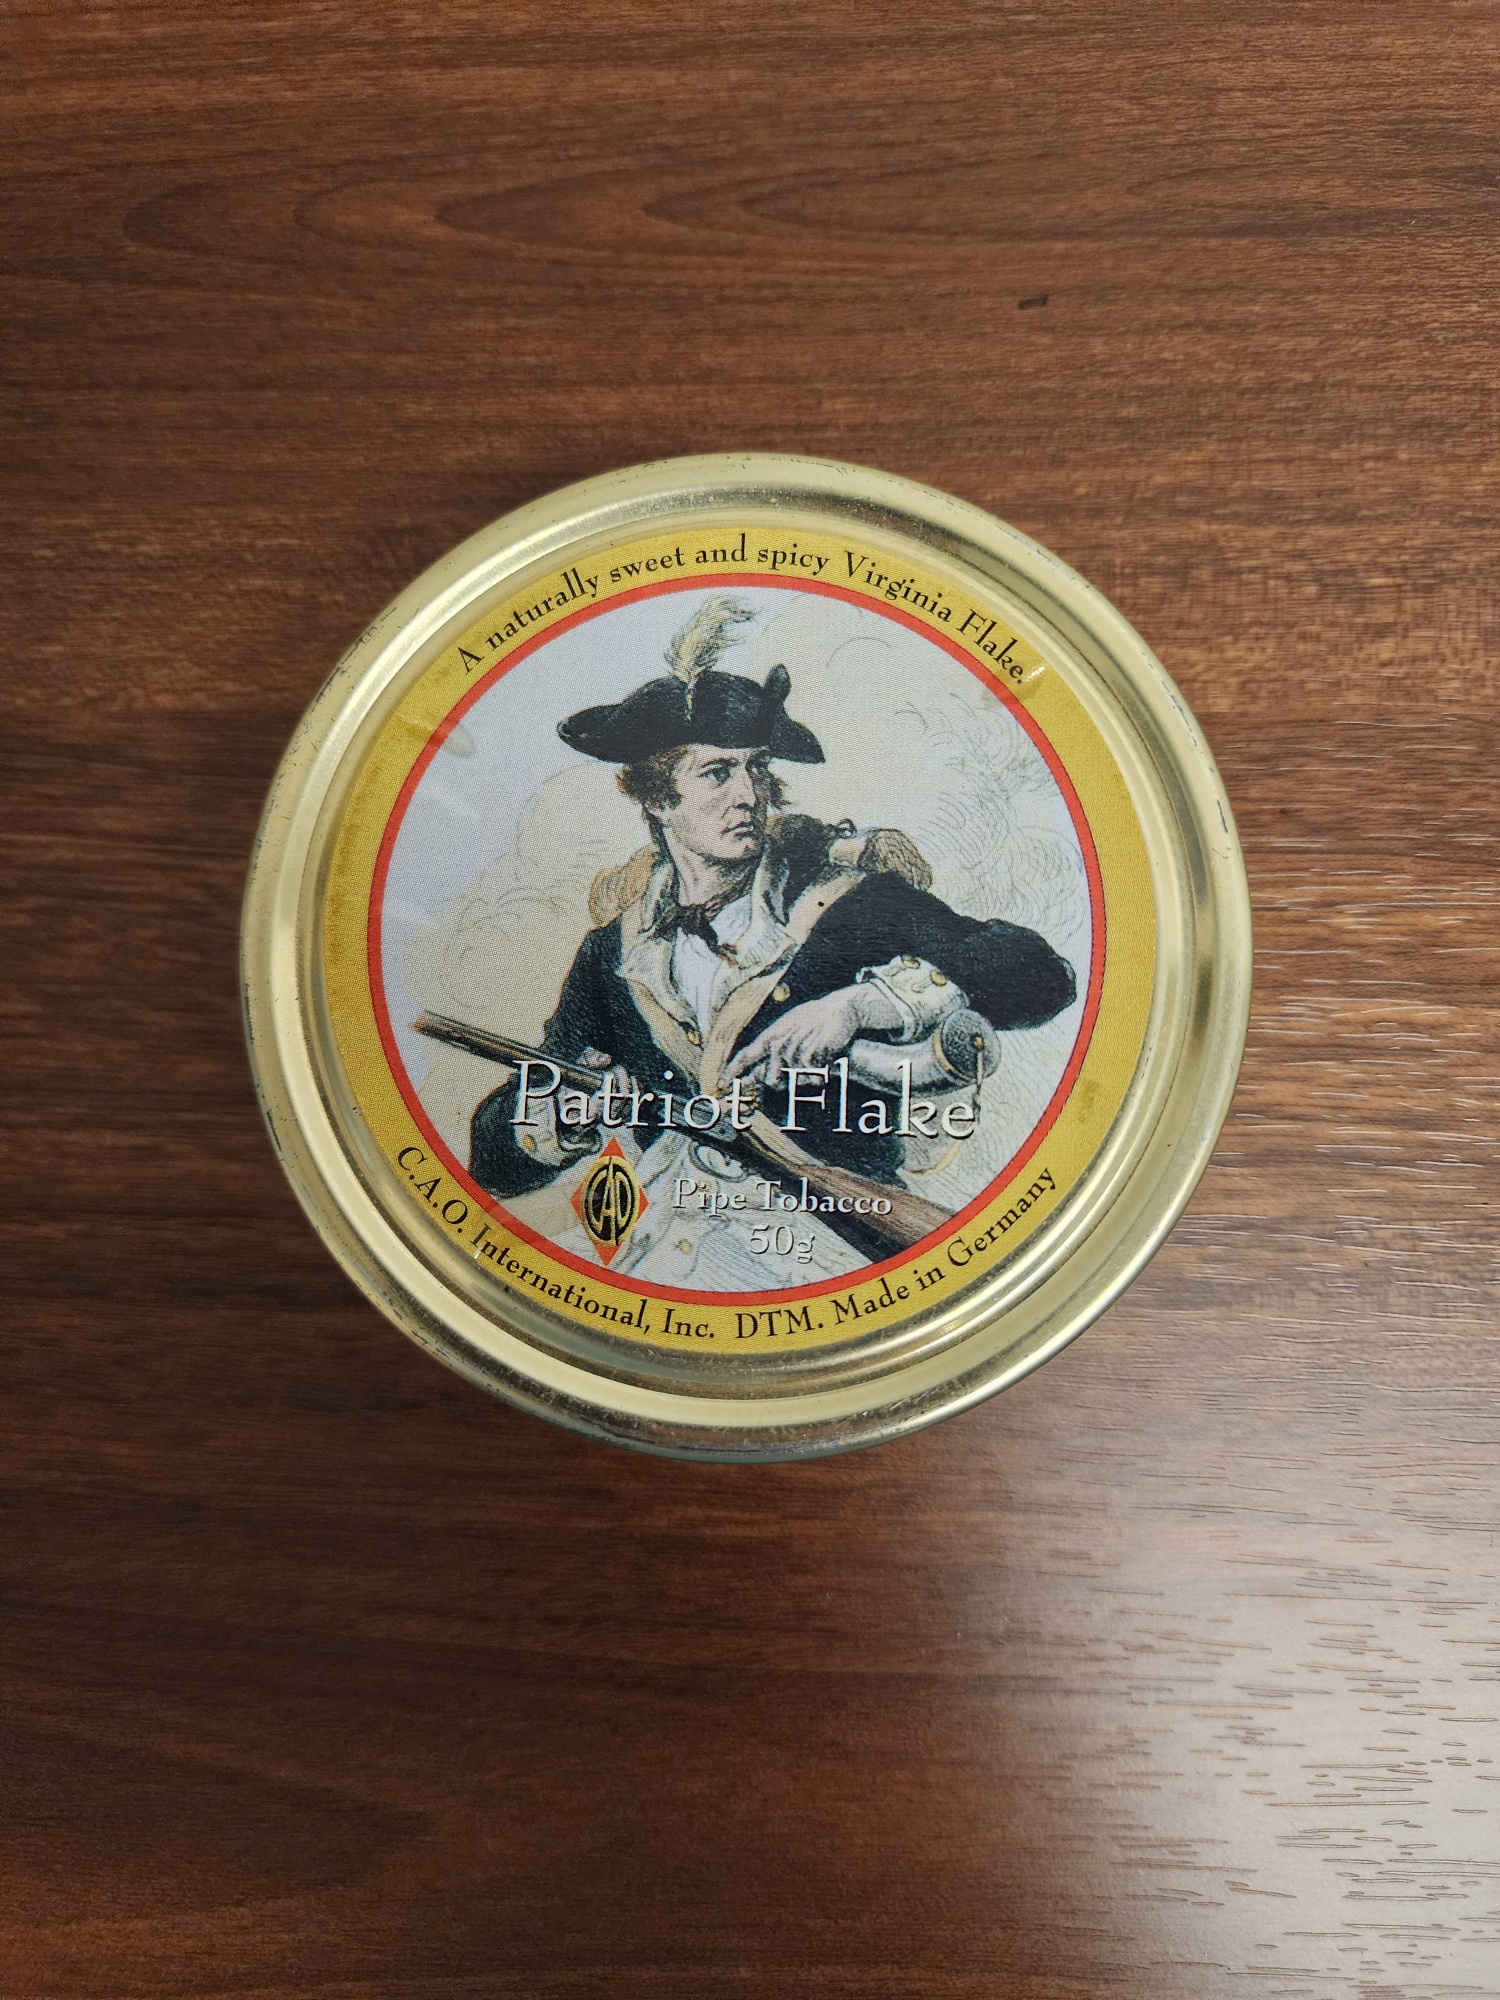 A naturally sweet and spicy Virginia Flake.
Patriot Flake
CAO
Pipe Tobacco
50g
C.A.O. International, Inc. DTM. Made in Germany